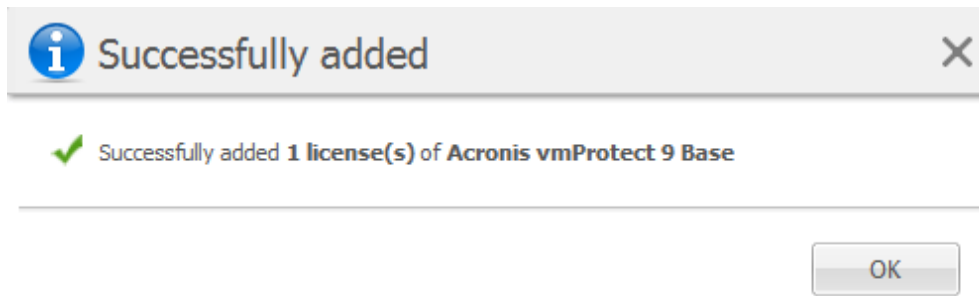 Successfully added
Successfully added 1 license(s) of Acronis vmProtect 9 Base
OK